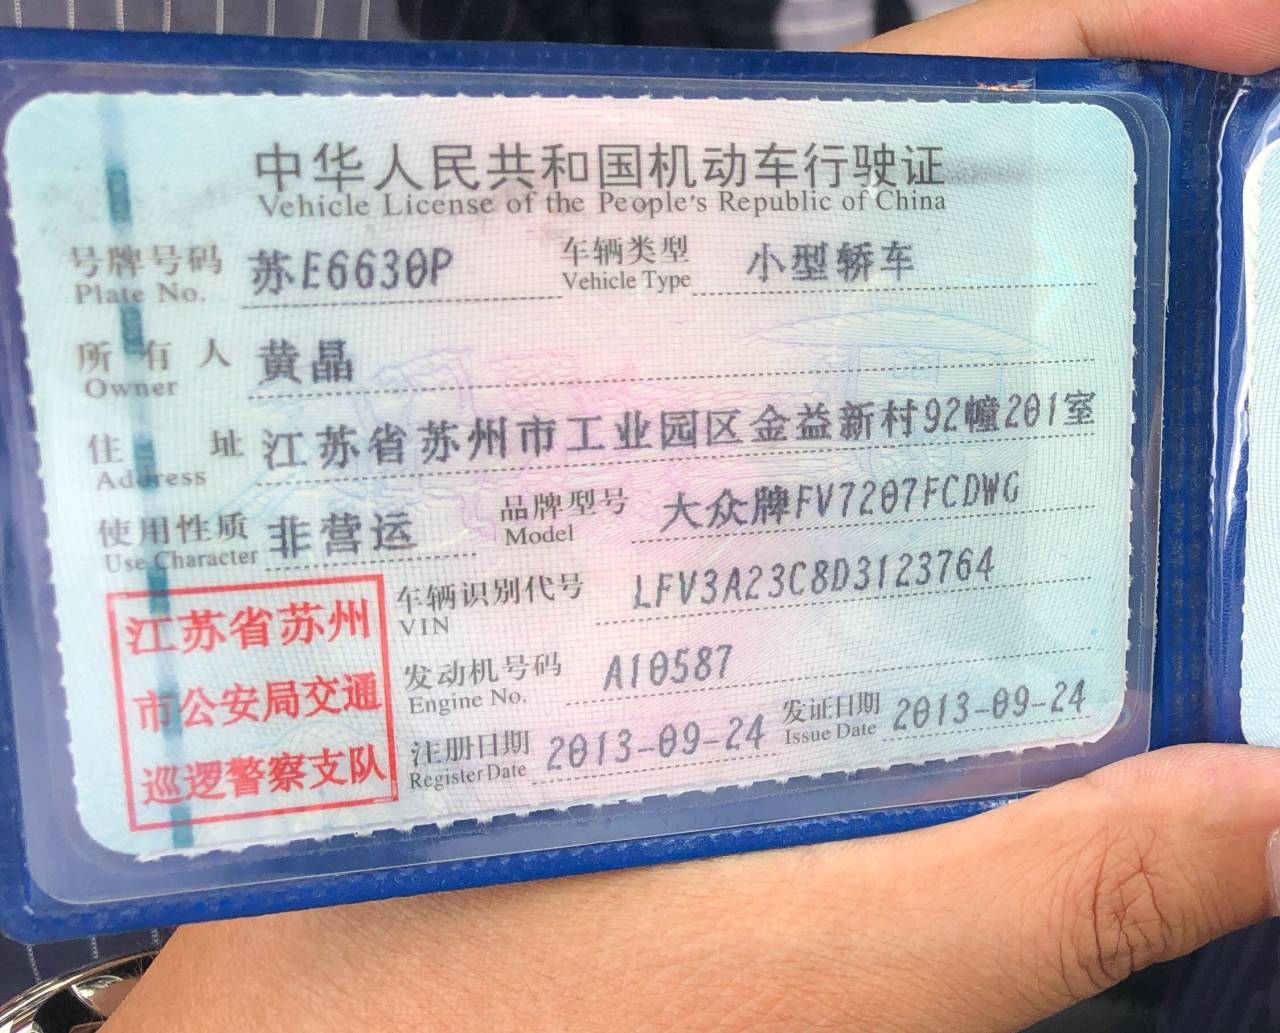 中华人民共和国机动车行驶证
Vehicle License of the People's Republic of China
号牌号码 苏E6630P 车辆类型 小型轿车
Plate No. Vehicle Type
所有人 黄晶
Owner
住址 江苏省苏州市工业园区金益新村92幢201室
Address
使用性质 非营运 品牌型号 大众牌FV7207FCDWG
Use Character Model
车辆识别代号 LFV3A23C8D3123764
VIN
发动机号码 A10587
Engine No.
注册日期 2013-09-24 发证日期 2013-09-24
Register Date Issue Date
江苏省苏州
市公安局交通
巡逻警察支队